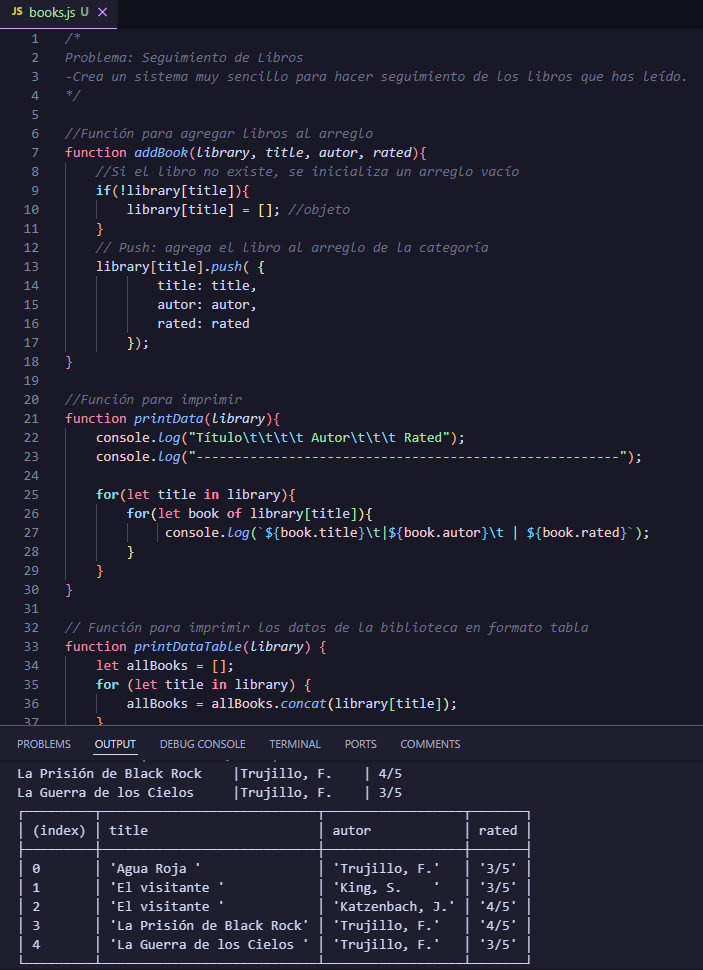 JS books.js U ×
1 /*
2 Problema: Seguimiento de Libros
3 -Crea un sistema muy sencillo para hacer seguimiento de los libros que has leído.
4 */
5
6 //Función para agregar libros al arreglo
7 function addBook(library, title, autor, rated){
8     //Si el libro no existe, se inicializa un arreglo vacío
9     if(!library[title]){
10         library[title] = []; //objeto
11     }
12     // Push: agrega el libro al arreglo de la categoría
13     library[title].push( {
14             title: title,
15             autor: autor,
16             rated: rated
17         });
18 }
19
20 //Función para imprimir
21 function printData(library){
22     console.log("Título\t\t\t\t Autor\t\t\t Rated");
23     console.log("-------------------------------------------------------");
24
25     for(let title in library){
26         for(let book of library[title]){
27              console.log(`${book.title}\t|${book.autor}\t | ${book.rated}`);
28         }
29     }
30 }
31
32 // Función para imprimir los datos de la biblioteca en formato tabla
33 function printDataTable(library) {
34     let allBooks = [];
35     for (let title in library) {
36         allBooks = allBooks.concat(library[title]);
37     }
PROBLEMS OUTPUT DEBUG CONSOLE TERMINAL PORTS COMMENTS
La Prisión de Black Rock    |Trujillo, F.    | 4/5
La Guerra de los Cielos     |Trujillo, F.    | 3/5
│ (index) │ title │ autor │ rated │
│ 0 │ 'Agua Roja ' │ 'Trujillo, F.' │ '3/5' │
│ 1 │ 'El visitante ' │ 'King, S.    ' │ '3/5' │
│ 2 │ 'El visitante ' │ 'Katzenbach, J.' │ '4/5' │
│ 3 │ 'La Prisión de Black Rock' │ 'Trujillo, F.' │ '4/5' │
│ 4 │ 'La Guerra de los Cielos ' │ 'Trujillo, F.' │ '3/5' │